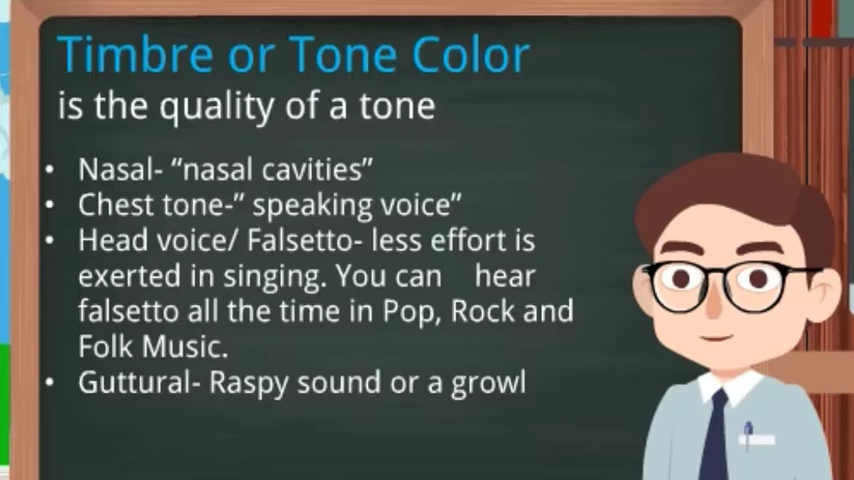 Timbre or Tone Color
is the quality of a tone
• Nasal- “nasal cavities”
• Chest tone-” speaking voice”
• Head voice/ Falsetto- less effort is
exerted in singing. You can hear
falsetto all the time in Pop, Rock and
Folk Music.
• Guttural- Raspy sound or a growl